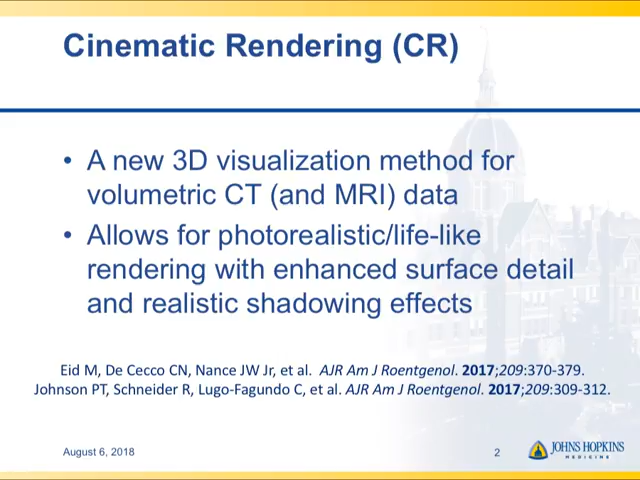 Cinematic Rendering (CR)
• A new 3D visualization method for
volumetric CT (and MRI) data
• Allows for photorealistic/life-like
rendering with enhanced surface detail
and realistic shadowing effects
Eid M, De Cecco CN, Nance JW Jr, et al. AJR Am J Roentgenol. 2017;209:370-379.
Johnson PT, Schneider R, Lugo-Fagundo C, et al. AJR Am J Roentgenol. 2017;209:309-312.
August 6, 2018
2
JOHNS HOPKINS
MEDICINE